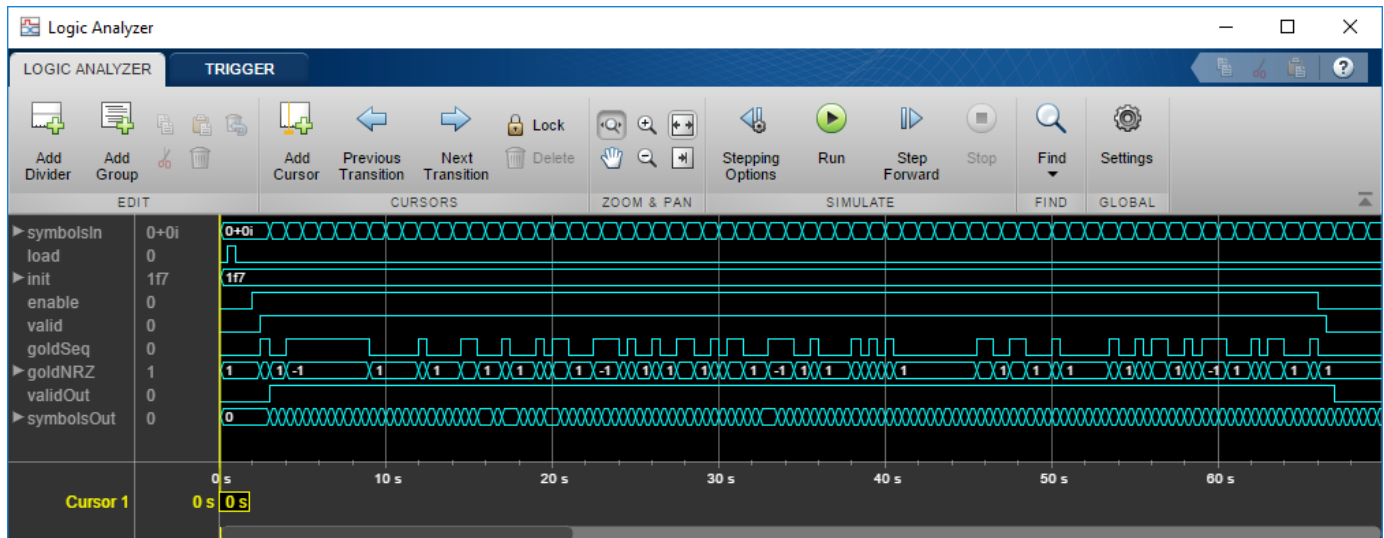 Logic Analyzer
LOGIC ANALYZER TRIGGER
Add Divider
Add Group
Add Cursor
Previous Transition
Next Transition
Lock
Delete
Stepping Options
Run
Step Forward
Stop
Find
Settings
EDIT CURSORS ZOOM & PAN SIMULATE FIND GLOBAL
symbolsIn 0+0i 0+0i
load 0
init 1f7 1f7
enable 0
valid 0
goldSeq 0
goldNRZ 1 1 1 -1 1 1 1 1 1 -1 1 1 1 1 -1 1 1 1 1 1 1 1 1 -1 1 1 1
validOut 0
symbolsOut 0 0
0 s 10 s 20 s 30 s 40 s 50 s 60 s
Cursor 1 0 s 0 s